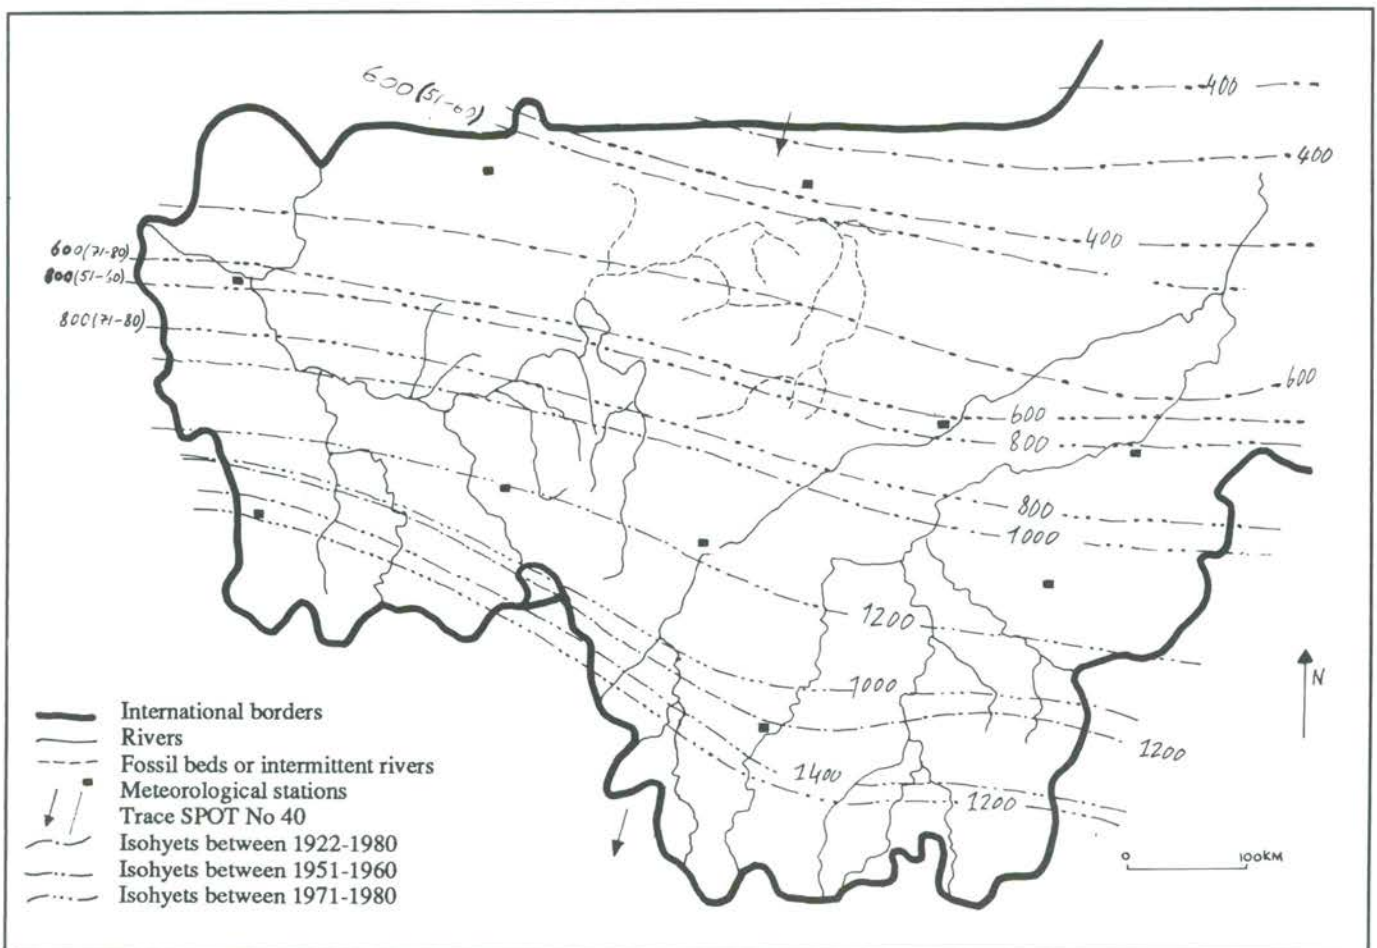 600 (51-60)
400
400
400
600 (71-80)
800 (51-60)
800 (71-80)
600
600
800
800
1000
1200
1000
1200
1400
1200
N
International borders
Rivers
Fossil beds or intermittent rivers
Meteorological stations
Trace SPOT No 40
Isohyets between 1922-1980
Isohyets between 1951-1960
Isohyets between 1971-1980
0 100KM